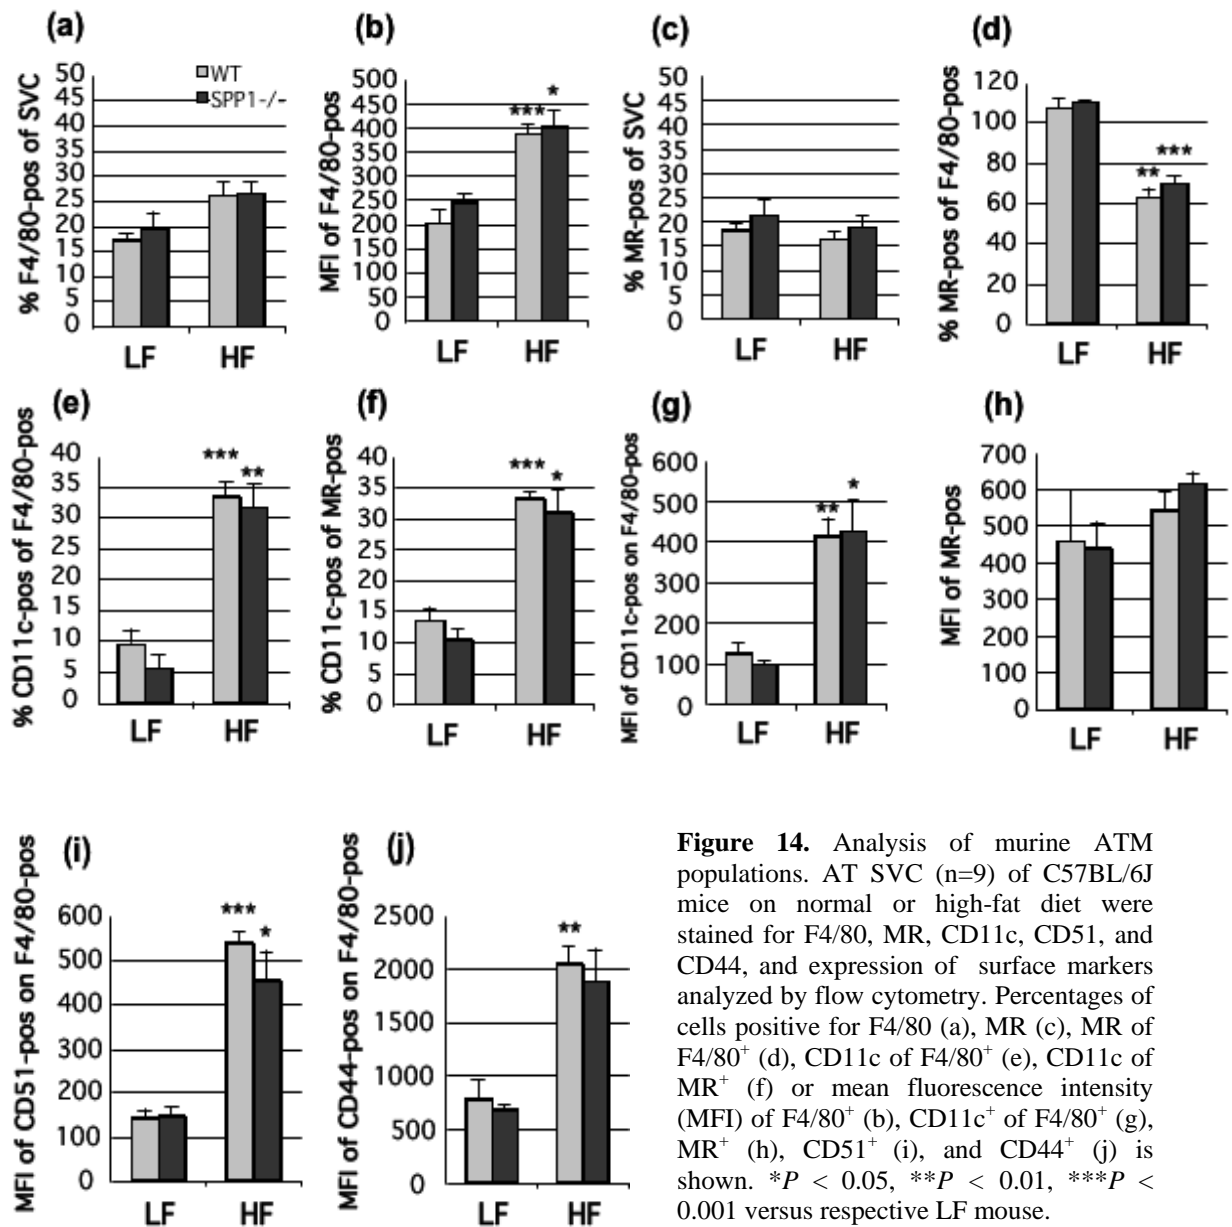 (a)
% F4/80-pos of SVC
50
45
40
35
30
25
20
15
10
5
0
WT
SPP1-/-
LF HF
(b)
MFI of F4/80-pos
500
450
400
350
300
250
200
150
100
50
0
*** *
LF HF
(c)
% MR-pos of SVC
50
45
40
35
30
25
20
15
10
5
0
LF HF
(d)
% MR-pos of F4/80-pos
120
100
80
60
40
20
0
** ***
LF HF
(e)
% CD11c-pos of F4/80-pos
40
35
30
25
20
15
10
5
0
*** **
LF HF
(f)
% CD11c-pos of MR-pos
40
35
30
25
20
15
10
5
0
*** *
LF HF
(g)
MFI of CD11c-pos on F4/80-pos
600
500
400
300
200
100
0
** *
LF HF
(h)
MFI of MR-pos
700
600
500
400
300
200
100
0
LF HF
(i)
MFI of CD51-pos on F4/80-pos
600
500
400
300
200
100
0
*** *
LF HF
(j)
MFI of CD44-pos on F4/80-pos
2500
2000
1500
1000
500
0
**
LF HF
Figure 14. Analysis of murine ATM
populations. AT SVC (n=9) of C57BL/6J
mice on normal or high-fat diet were
stained for F4/80, MR, CD11c, CD51, and
CD44, and expression of surface markers
analyzed by flow cytometry. Percentages of
cells positive for F4/80 (a), MR (c), MR of
F4/80⁺ (d), CD11c of F4/80⁺ (e), CD11c of
MR⁺ (f) or mean fluorescence intensity
(MFI) of F4/80⁺ (b), CD11c⁺ of F4/80⁺ (g),
MR⁺ (h), CD51⁺ (i), and CD44⁺ (j) is
shown. *P < 0.05, **P < 0.01, ***P <
0.001 versus respective LF mouse.